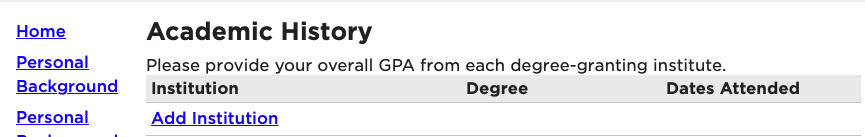 Home
Personal
Background
Personal
Academic History
Please provide your overall GPA from each degree-granting institute.
Institution Degree Dates Attended
Add Institution